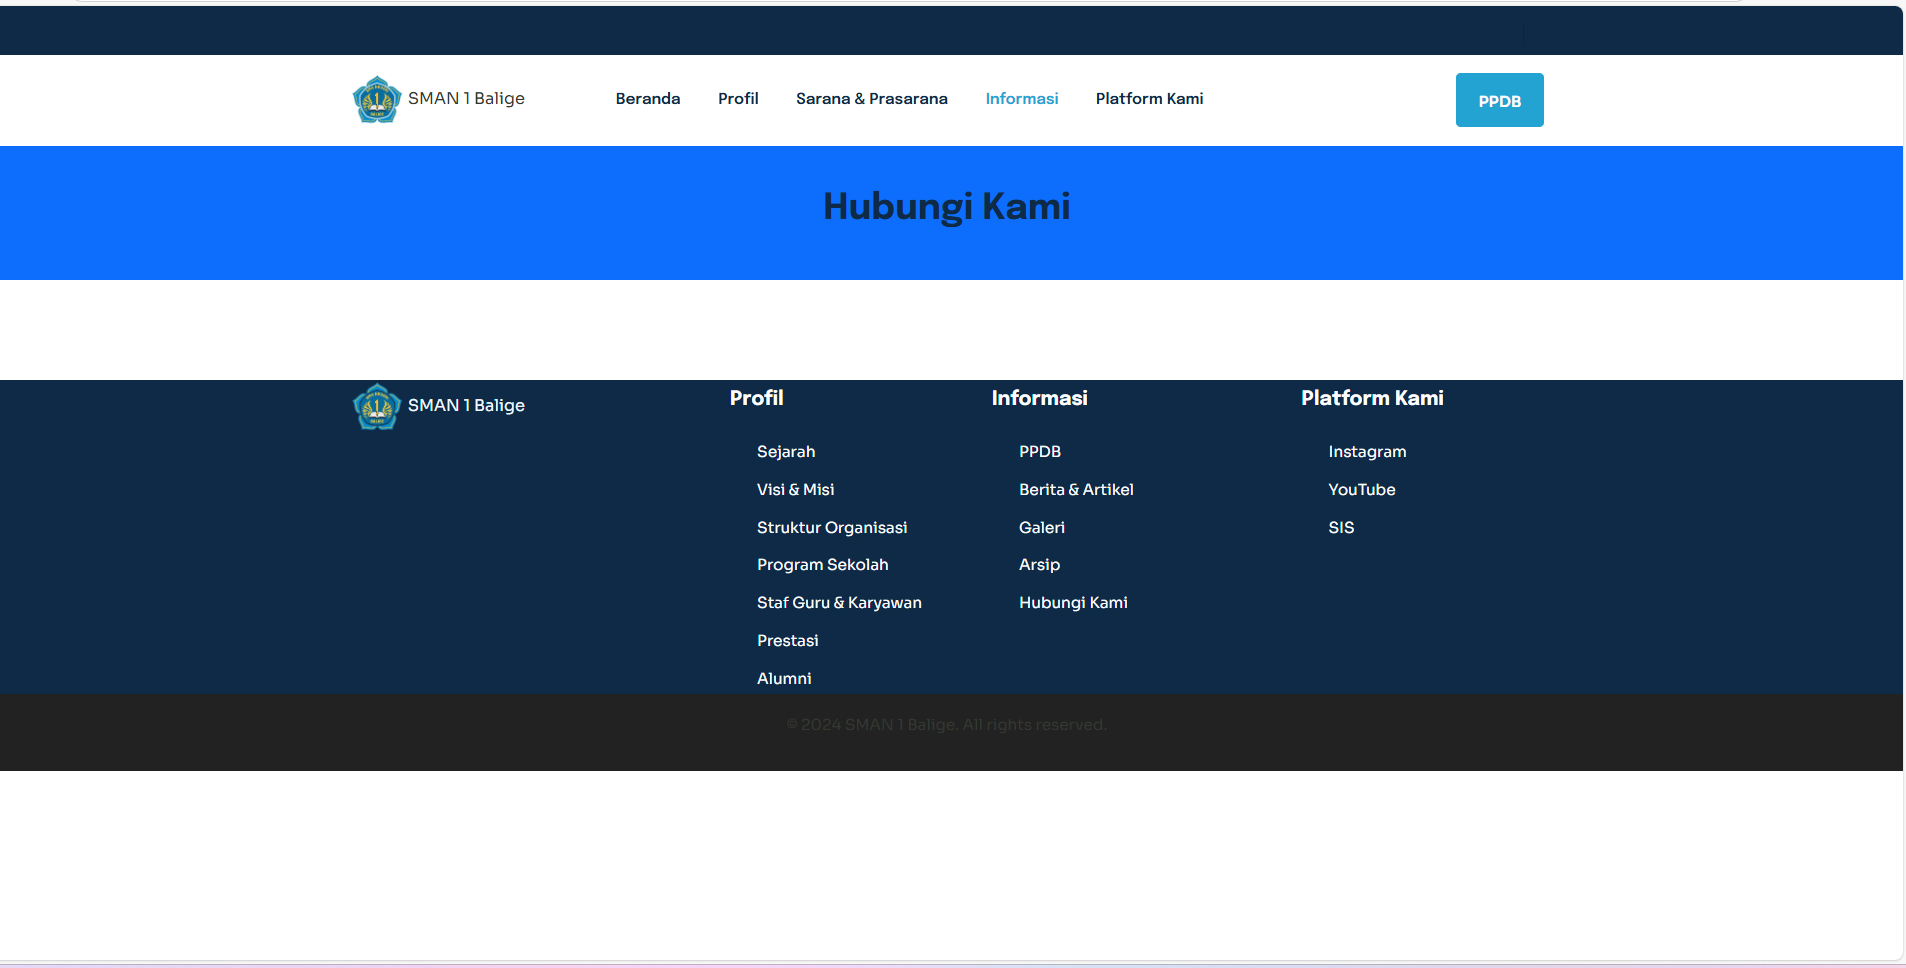 SMAN 1 Balige
Beranda Profil Sarana & Prasarana Informasi Platform Kami
PPDB
Hubungi Kami
SMAN 1 Balige
Profil
Sejarah
Visi & Misi
Struktur Organisasi
Program Sekolah
Staf Guru & Karyawan
Prestasi
Alumni
Informasi
PPDB
Berita & Artikel
Galeri
Arsip
Hubungi Kami
Platform Kami
Instagram
YouTube
SIS
© 2024 SMAN 1 Balige. All rights reserved.